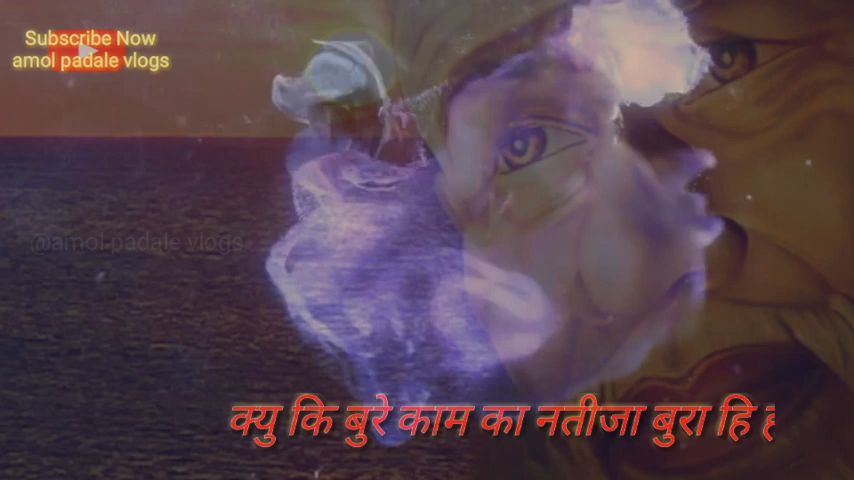 Subscribe Now
amol padale vlogs
@amol padale vlogs
क्यु कि बुरे काम का नतीजा बुरा हि